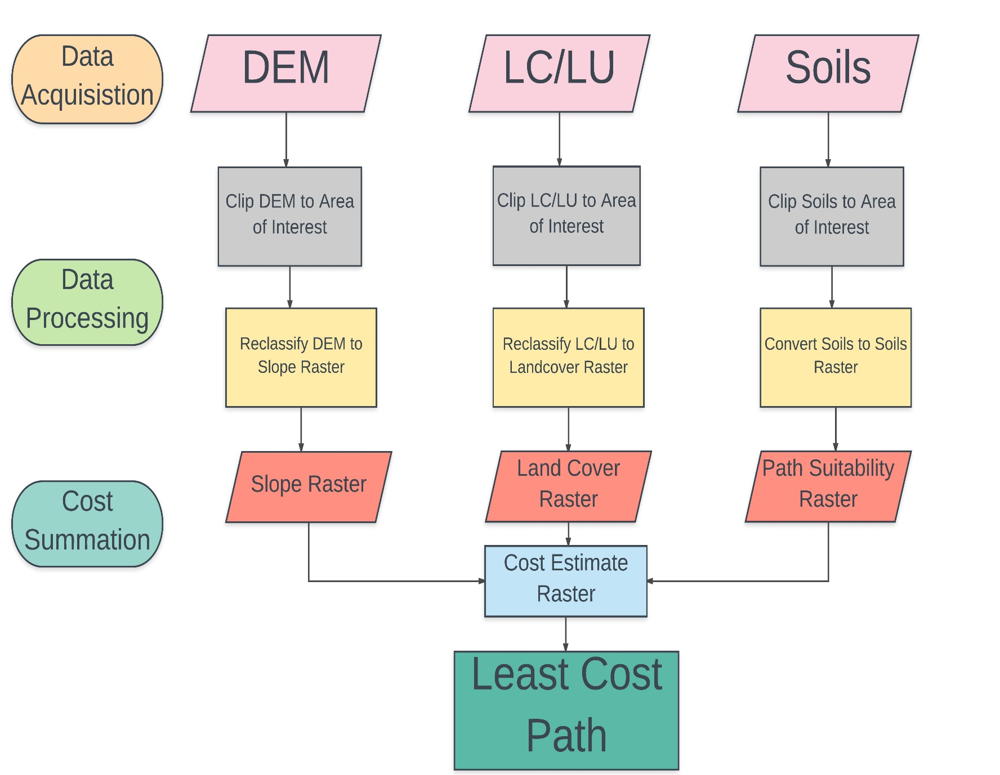 Data
Acquisistion
DEM
LC/LU
Soils
Clip DEM to Area
of Interest
Clip LC/LU to Area
of Interest
Clip Soils to Area
of Interest
Data
Processing
Reclassify DEM to
Slope Raster
Reclassify LC/LU to
Landcover Raster
Convert Soils to Soils
Raster
Cost
Summation
Slope Raster
Land Cover
Raster
Path Suitability
Raster
Cost Estimate
Raster
Least Cost
Path